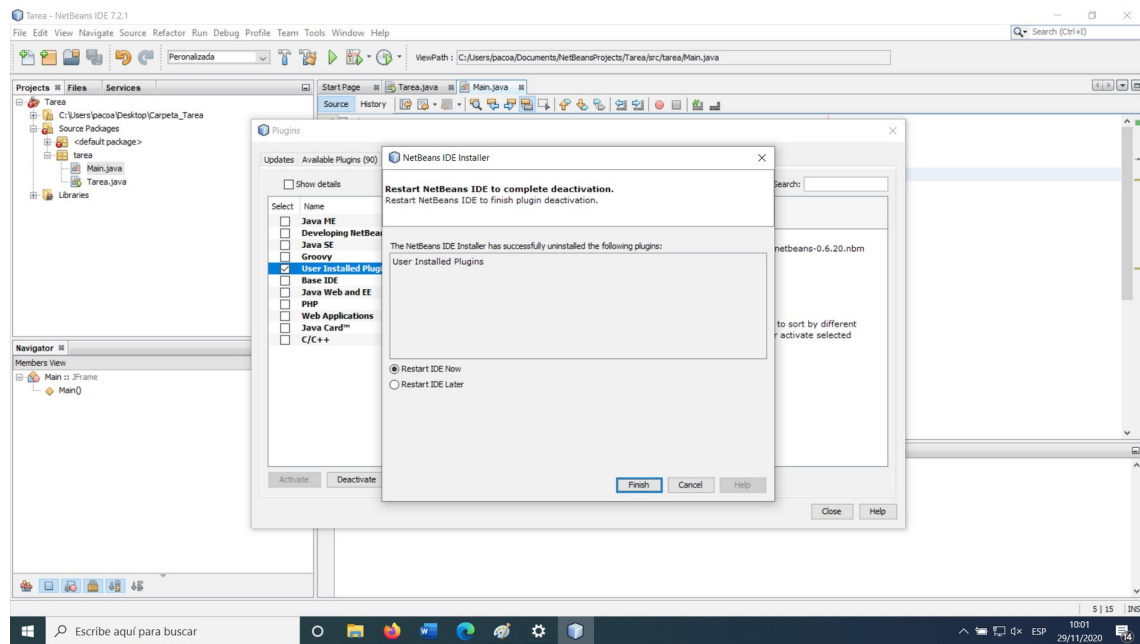 Tarea - NetBeans IDE 7.2.1
File Edit View Navigate Source Refactor Run Debug Profile Team Tools Window Help
Search (Ctrl+I)
Peronalizada
ViewPath : C:/Users/pacoa/Documents/NetBeansProjects/Tarea/src/tarea/Main.java
Projects Files Services
Start Page Tarea.java Main.java
Source History
Tarea
C:\Users\pacoa\Desktop\Carpeta_Tarea
Source Packages
<default package>
tarea
Main.java
Tarea.java
Libraries
Navigator
Members View
Main :: JFrame
Main()
Plugins
Updates Available Plugins (90)
Show details
Search:
Select Name
Java ME
Developing NetBea
Java SE
Groovy
User Installed Plug
Base IDE
Java Web and EE
PHP
Web Applications
Java Card™
C/C++
netbeans-0.6.20.nbm
to sort by different
r activate selected
Activate Deactivate
Close Help
NetBeans IDE Installer
Restart NetBeans IDE to complete deactivation.
Restart NetBeans IDE to finish plugin deactivation.
The NetBeans IDE Installer has successfully uninstalled the following plugins:
User Installed Plugins
Restart IDE Now
Restart IDE Later
Finish Cancel Help
5 | 15 INS
Escribe aquí para buscar
ESP
10:01
29/11/2020
14